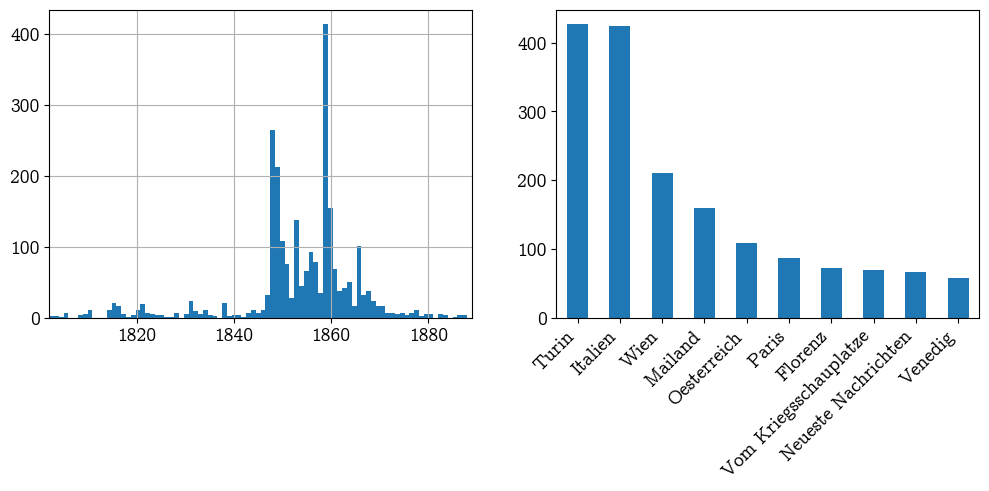 400
300
200
100
0
1820
1840
1860
1880
400
300
200
100
0
Turin
Italien
Wien
Mailand
Oesterreich
Paris
Florenz
Vom Kriegsschauplatze
Neueste Nachrichten
Venedig